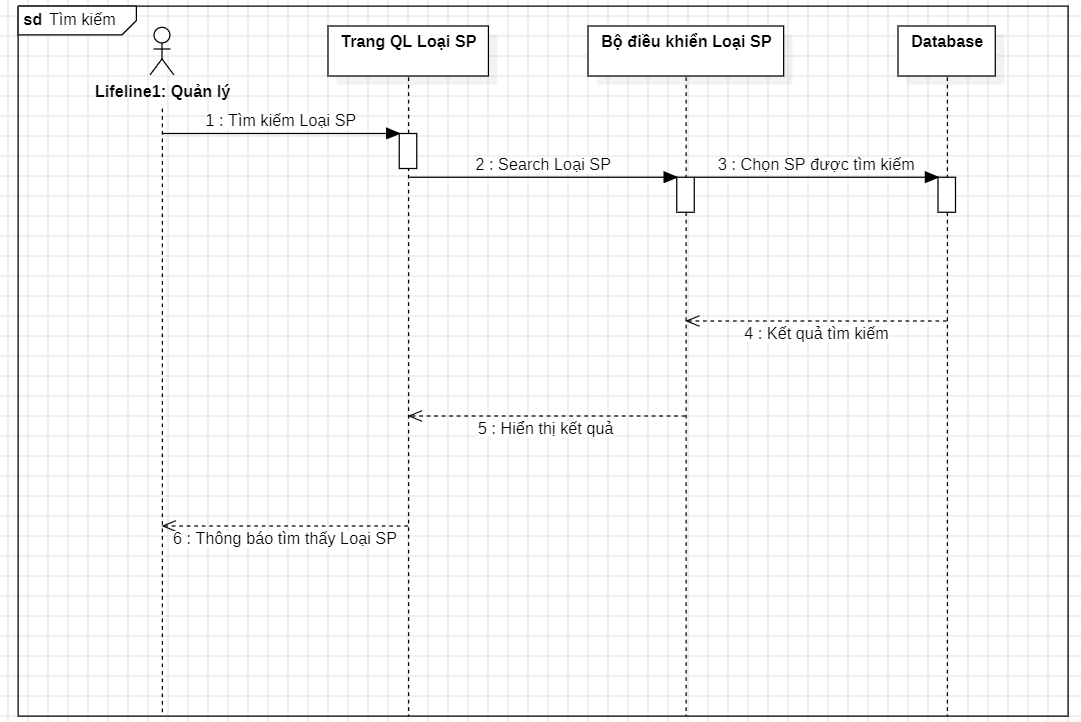 sd Tìm kiếm
Trang QL Loại SP
Bộ điều khiển Loại SP
Database
Lifeline1: Quản lý
1 : Tìm kiếm Loại SP
2 : Search Loại SP
3 : Chọn SP được tìm kiếm
4 : Kết quả tìm kiếm
5 : Hiển thị kết quả
6 : Thông báo tìm thấy Loại SP